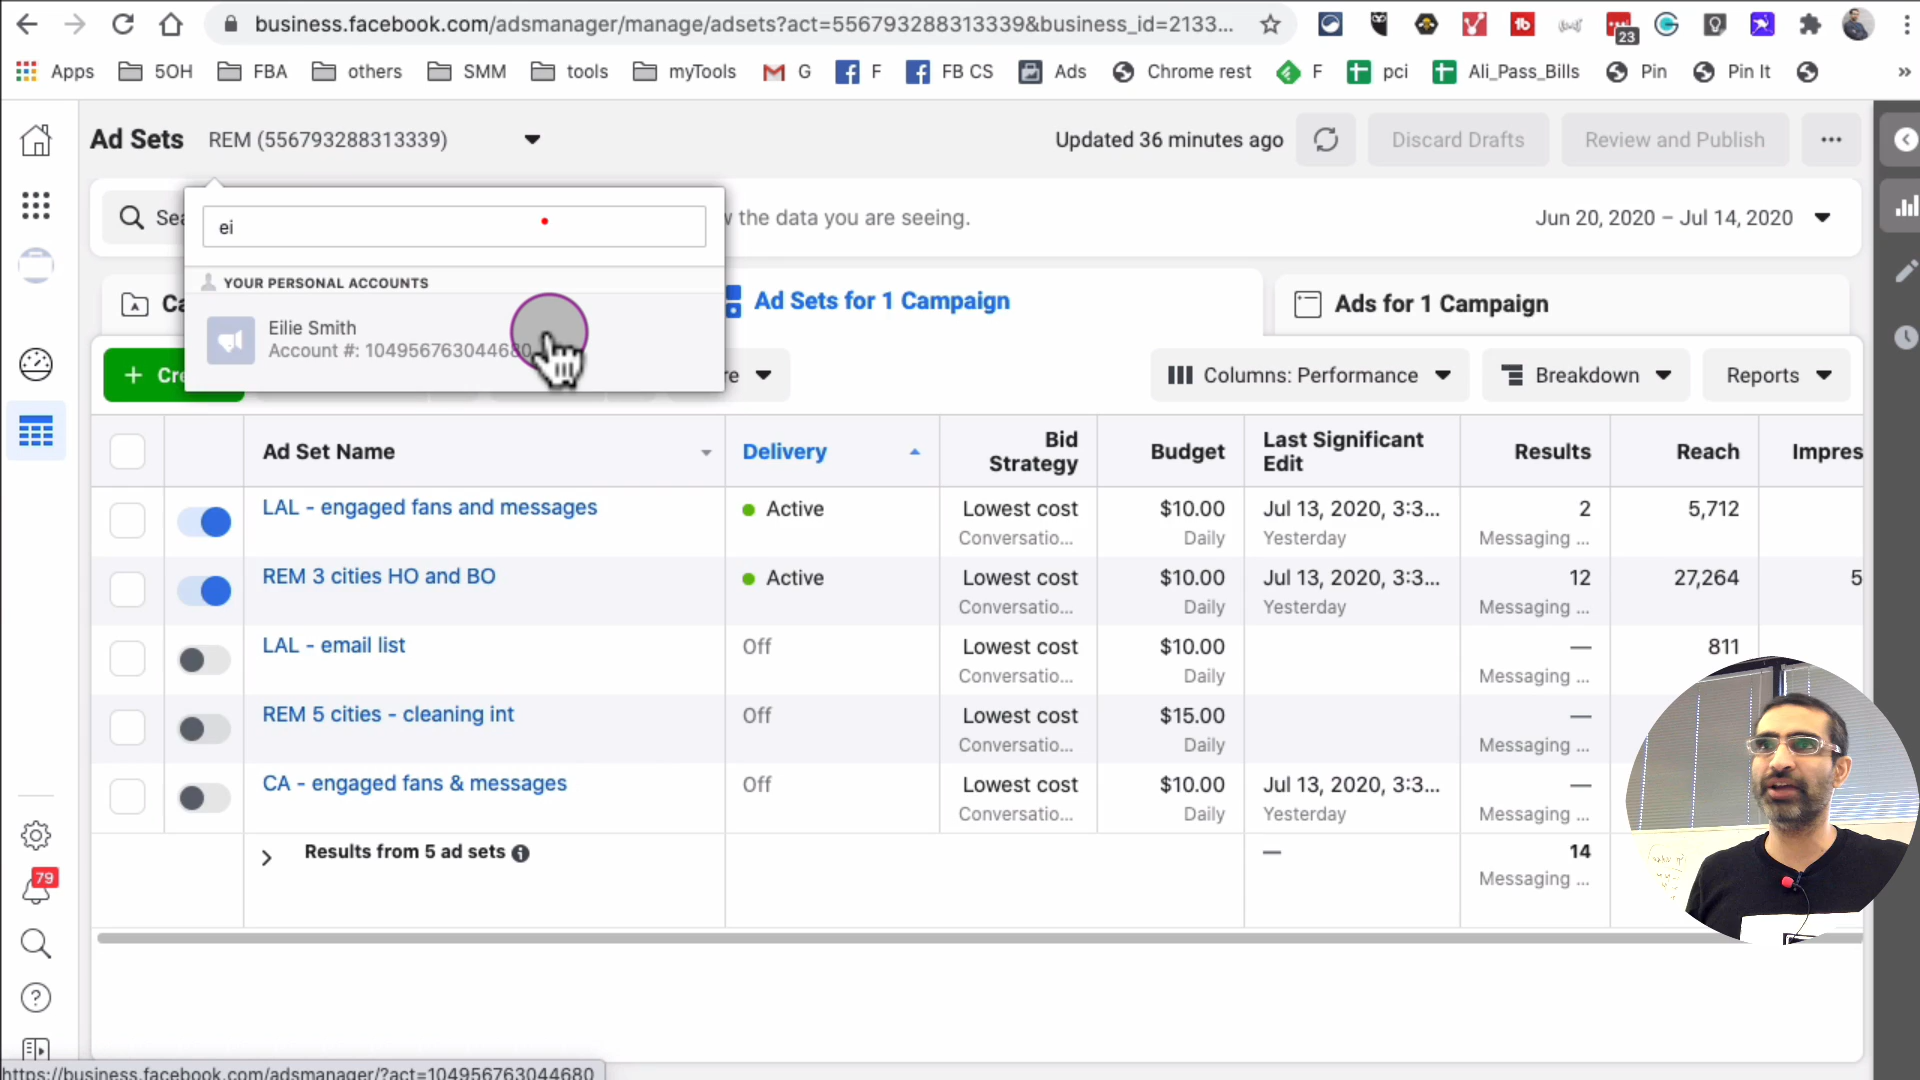 business.facebook.com/adsmanager/manage/adsets?act=556793288313339&business_id=2133...
23
Apps 5OH FBA others SMM tools myTools G F FB CS Ads Chrome rest F pci Ali_Pass_Bills Pin Pin It »
Ad Sets REM (556793288313339) Updated 36 minutes ago Discard Drafts Review and Publish ...
the data you are seeing. Jun 20, 2020 – Jul 14, 2020
ei
YOUR PERSONAL ACCOUNTS
Eilie Smith
Account #: 104956763044680
Ad Sets for 1 Campaign Ads for 1 Campaign
Columns: Performance Breakdown Reports
Ad Set Name Delivery Bid Strategy Budget Last Significant Edit Results Reach Impres
LAL - engaged fans and messages Active Lowest cost $10.00 Jul 13, 2020, 3:3... 2 5,712
Conversatio... Daily Yesterday Messaging ...
REM 3 cities HO and BO Active Lowest cost $10.00 Jul 13, 2020, 3:3... 12 27,264 5
Conversatio... Daily Yesterday Messaging ...
LAL - email list Off Lowest cost $10.00 — 811
Conversatio... Daily Messaging ...
REM 5 cities - cleaning int Off Lowest cost $15.00 —
Conversatio... Daily Messaging ...
CA - engaged fans & messages Off Lowest cost $10.00 Jul 13, 2020, 3:3... —
Conversatio... Daily Yesterday Messaging ...
Results from 5 ad sets — 14
Messaging ...
79
https://business.facebook.com/adsmanager/?act=104956763044680